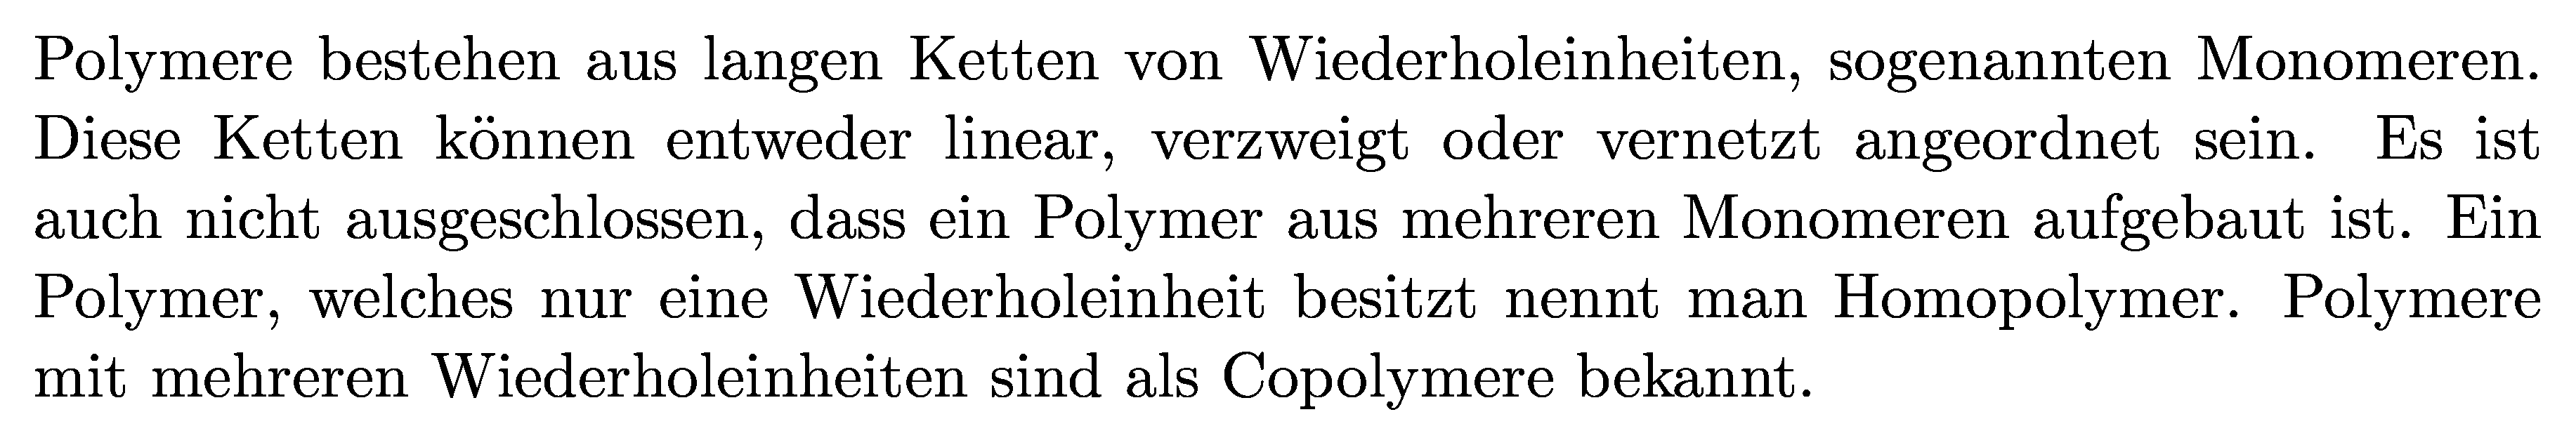 Polymere bestehen aus langen Ketten von Wiederholeinheiten, sogenannten Monomeren.
Diese Ketten können entweder linear, verzweigt oder vernetzt angeordnet sein. Es ist
auch nicht ausgeschlossen, dass ein Polymer aus mehreren Monomeren aufgebaut ist. Ein
Polymer, welches nur eine Wiederholeinheit besitzt nennt man Homopolymer. Polymere
mit mehreren Wiederholeinheiten sind als Copolymere bekannt.